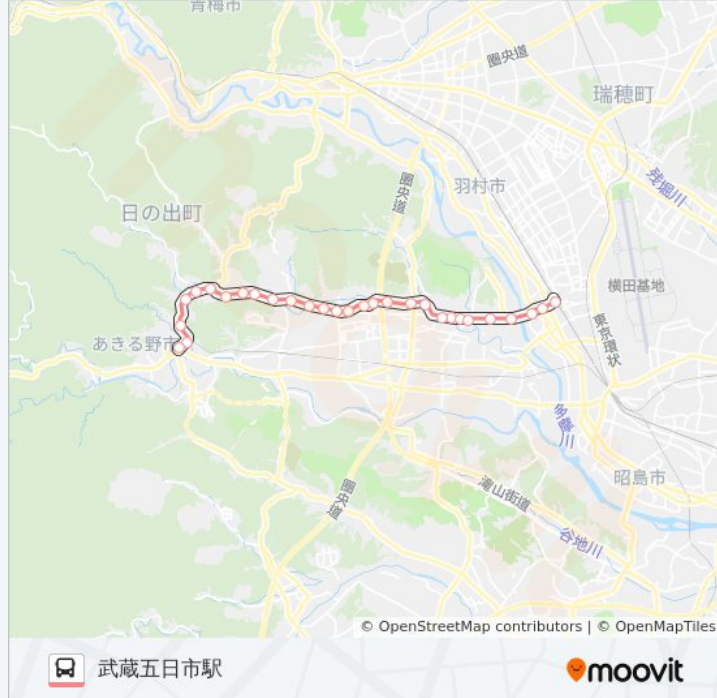 青梅市
圏央道
瑞穂町
残堀川
羽村市
圏央道
日の出町
横田基地
東京環状
あきる野市
多摩川
昭島市
滝山街道
圏央道
谷地川
© OpenStreetMap contributors | © OpenMapTiles
武蔵五日市駅
moovit